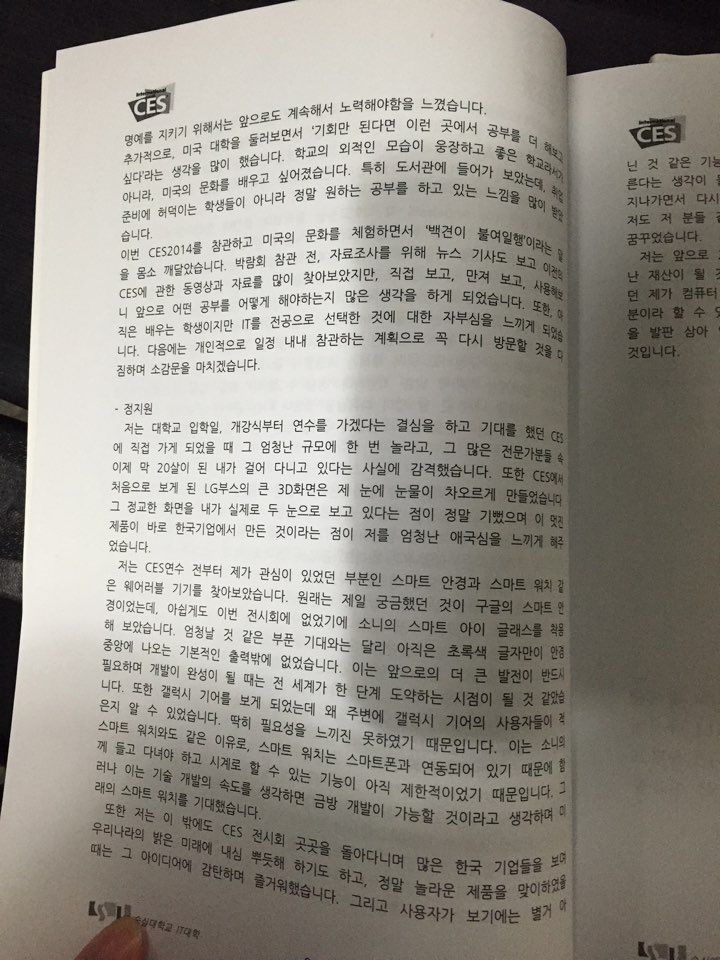 International
CES
명예를 지키기 위해서는 앞으로도 계속해서 노력해야함을 느꼈습니다.
추가적으로, 미국 대학을 둘러보면서 ‘기회만 된다면 이런 곳에서 공부를 더 해보고
싶다’라는 생각을 많이 했습니다. 학교의 외적인 모습이 웅장하고 좋은 학교라서가
아니라, 미국의 문화를 배우고 싶어졌습니다. 특히 도서관에 들어가 보았는데, 취업
준비에 허덕이는 학생들이 아니라 정말 원하는 공부를 하고 있는 느낌을 많이 받았
습니다.
이번 CES2014를 참관하고 미국의 문화를 체험하면서 ‘백견이 불여일행’이라는 말
을 몸소 깨달았습니다. 박람회 참관 전, 자료조사를 위해 뉴스 기사도 보고 이전의
CES에 관한 동영상과 자료를 많이 찾아보았지만, 직접 보고, 만져 보고, 사용해보
니 앞으로 어떤 공부를 어떻게 해야하는지 많은 생각을 하게 되었습니다. 또한, 아
직은 배우는 학생이지만 IT를 전공으로 선택한 것에 대한 자부심을 느끼게 되었습
니다. 다음에는 개인적으로 일정 내내 참관하는 계획으로 꼭 다시 방문할 것을 다
짐하며 소감문을 마치겠습니다.
- 정지원
저는 대학교 입학일, 개강식부터 연수를 가겠다는 결심을 하고 기대를 했던 CES
에 직접 가게 되었을 때 그 엄청난 규모에 한 번 놀라고, 그 많은 전문가분들 속
이제 막 20살이 된 내가 걸어 다니고 있다는 사실에 감격했습니다. 또한 CES에서
처음으로 보게 된 LG부스의 큰 3D화면은 제 눈에 눈물이 차오르게 만들었습니다
그 정교한 화면을 내가 실제로 두 눈으로 보고 있다는 점이 정말 기뻤으며 이 멋진
제품이 바로 한국기업에서 만든 것이라는 점이 저를 엄청난 애국심을 느끼게 해주
었습니다.
저는 CES연수 전부터 제가 관심이 있었던 부분인 스마트 안경과 스마트 워치 같
은 웨어러블 기기를 찾아보았습니다. 원래는 제일 궁금했던 것이 구글의 스마트 안
경이었는데, 아쉽게도 이번 전시회에 없었기에 소니의 스마트 아이 글래스를 착용
해 보았습니다. 엄청날 것 같은 부푼 기대와는 달리 아직은 초록색 글자만이 안경
중앙에 나오는 기본적인 출력밖에 없었습니다. 이는 앞으로의 더 큰 발전이 반드시
필요하며 개발이 완성이 될 때는 전 세계가 한 단계 도약하는 시점이 될 것 같았습
니다. 또한 갤럭시 기어를 보게 되었는데 왜 주변에 갤럭시 기어의 사용자들이 적
은지 알 수 있었습니다. 딱히 필요성을 느끼진 못하였기 때문입니다. 이는 소니의
스마트 워치와도 같은 이유로, 스마트 워치는 스마트폰과 연동되어 있기 때문에 함
께 들고 다녀야 하고 시계로 할 수 있는 기능이 아직 제한적이었기 때문입니다. 그
러나 이는 기술 개발의 속도를 생각하면 금방 개발이 가능할 것이라고 생각하며 미
래의 스마트 워치를 기대했습니다.
또한 저는 이 밖에도 CES 전시회 곳곳을 돌아다니며 많은 한국 기업들을 보며
우리나라의 밝은 미래에 내심 뿌듯해 하기도 하고, 정말 놀라운 제품을 맞이하였을
때는 그 아이디어에 감탄하며 즐거워했습니다. 그리고 사용자가 보기에는 별거 아
숭실대학교 IT대학
International
CES
닌 것 같은 기능
른다는 생각이 들
지나가면서 다시
저도 저 분들
꿈꾸었습니다.
저는 앞으로
난 재산이 될 것
던 제가 컴퓨터
분이라 할 수 있
을 발판 삼아
것입니다.